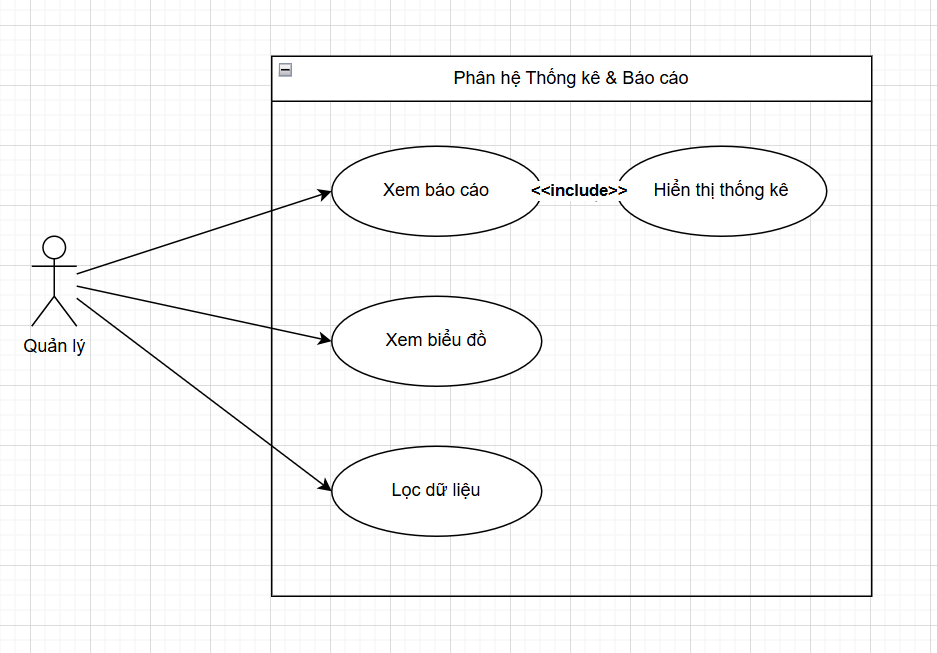 Phân hệ Thống kê & Báo cáo
Xem báo cáo
<<include>>
Hiển thị thống kê
Xem biểu đồ
Quản lý
Lọc dữ liệu